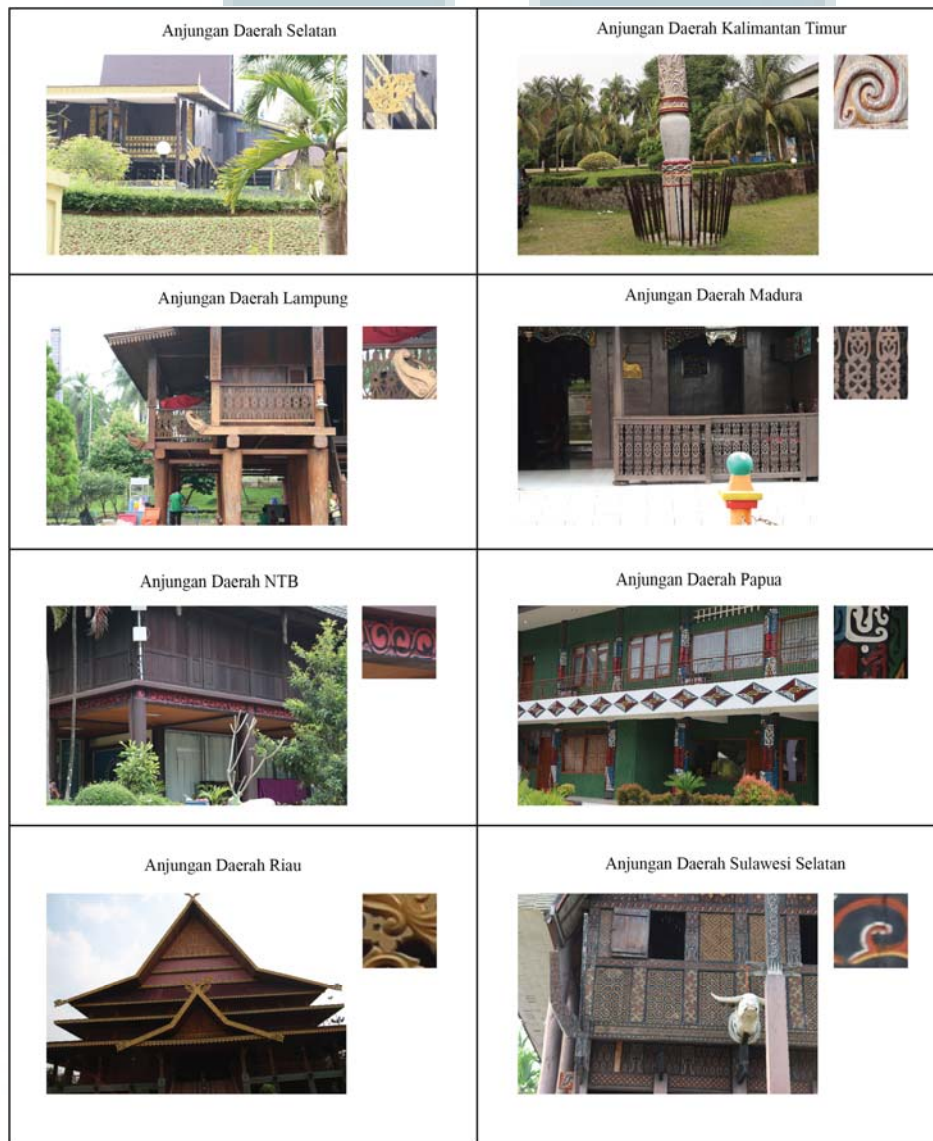 Anjungan Daerah Selatan
Anjungan Daerah Kalimantan Timur
Anjungan Daerah Lampung
Anjungan Daerah Madura
Anjungan Daerah NTB
Anjungan Daerah Papua
Anjungan Daerah Riau
Anjungan Daerah Sulawesi Selatan